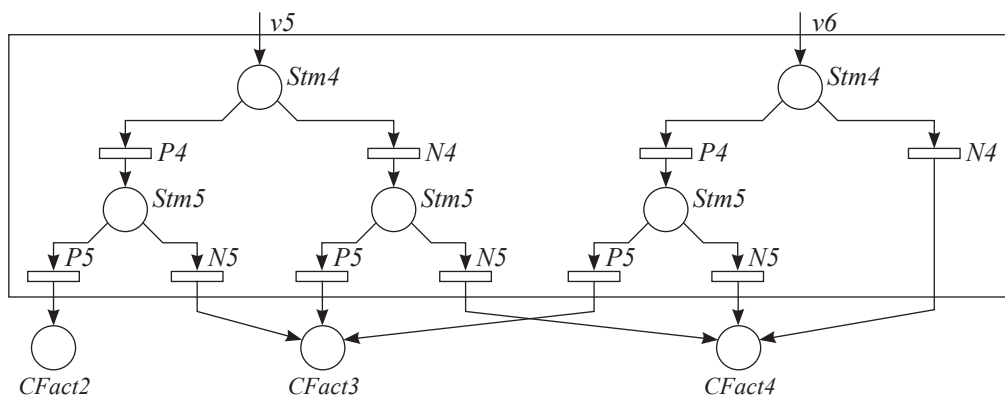 v5 v6
Stm4 Stm4
P4 N4 P4 N4
Stm5 Stm5 Stm5
P5 N5 P5 N5 P5 N5
CFact2 CFact3 CFact4